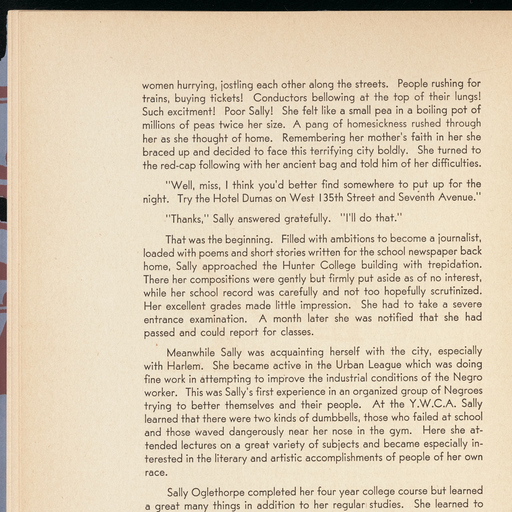 women hurrying, jostling each other along the streets. People rushing for
trains, buying tickets! Conductors bellowing at the top of their lungs!
Such excitment! Poor Sally! She felt like a small pea in a boiling pot of
millions of peas twice her size. A pang of homesickness rushed through
her as she thought of home. Remembering her mother's faith in her she
braced up and decided to face this terrifying city boldly. She turned to
the red-cap following with her ancient bag and told him of her difficulties.
"Well, miss, I think you'd better find somewhere to put up for the
night. Try the Hotel Dumas on West 135th Street and Seventh Avenue."
"Thanks," Sally answered gratefully. "I'll do that."
That was the beginning. Filled with ambitions to become a journalist,
loaded with poems and short stories written for the school newspaper back
home, Sally approached the Hunter College building with trepidation.
There her compositions were gently but firmly put aside as of no interest,
while her school record was carefully and not too hopefully scrutinized.
Her excellent grades made little impression. She had to take a severe
entrance examination. A month later she was notified that she had
passed and could report for classes.
Meanwhile Sally was acquainting herself with the city, especially
with Harlem. She became active in the Urban League which was doing
fine work in attempting to improve the industrial conditions of the Negro
worker. This was Sally's first experience in an organized group of Negroes
trying to better themselves and their people. At the Y.W.C.A. Sally
learned that there were two kinds of dumbbells, those who failed at school
and those waved dangerously near her nose in the gym. Here she at-
tended lectures on a great variety of subjects and became especially in-
terested in the literary and artistic accomplishments of people of her own
race.
Sally Oglethorpe completed her four year college course but learned
a great many things in addition to her regular studies. She learned to